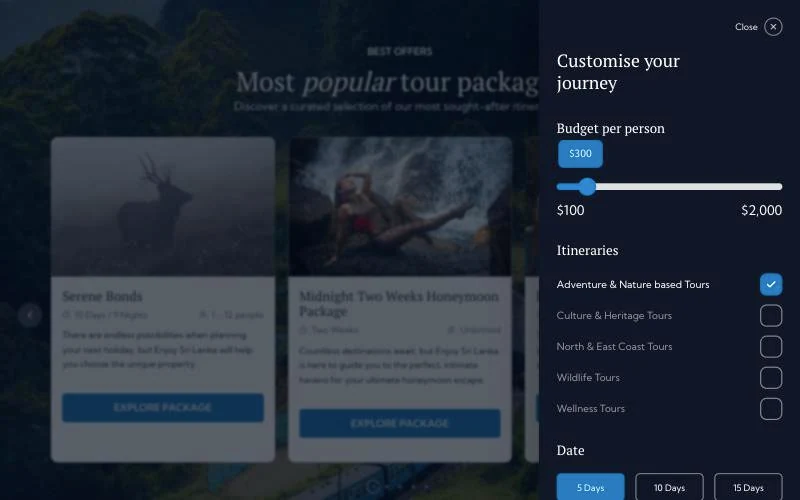 BEST OFFERS
Most popular tour packag
Discover a curated selection of our most sought-after itiner
Serene Bonds
10 Days / 9 Nights
1 - 12 people
There are endless possibilities when planning
your next holiday, but Enjoy Sri Lanka will help
you choose the unique property.
EXPLORE PACKAGE
Midnight Two Weeks Honeymoon
Package
Two Weeks
Unlimited
Countless destinations await, but Enjoy Sri Lanka
is here to guide you to the perfect, intimate
havens for your ultimate honeymoon escape.
EXPLORE PACKAGE
Close
Customise your
journey
Budget per person
$300
$100
$2,000
Itineraries
Adventure & Nature based Tours
Culture & Heritage Tours
North & East Coast Tours
Wildlife Tours
Wellness Tours
Date
5 Days
10 Days
15 Days